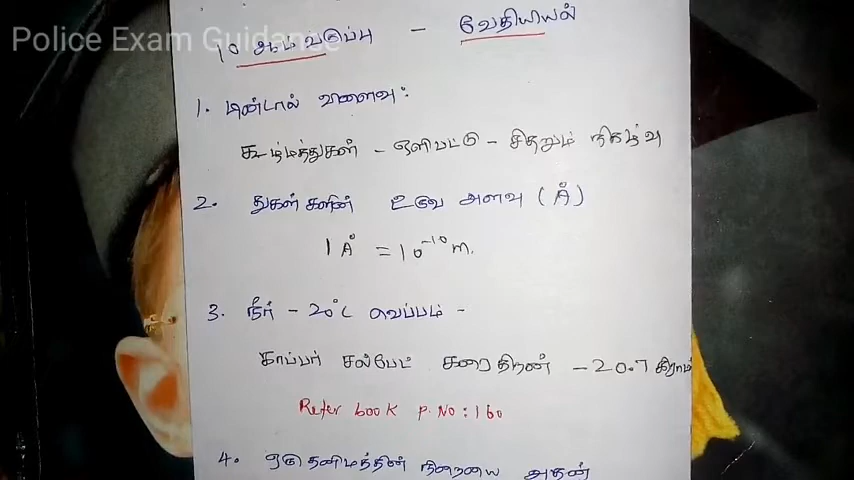 Police Exam Guidance
10 ஆம் வகுப்பு - வேதியியல்
1. டிண்டால் விளைவு:
கூழ்மத்துகள் - ஒளிபட்டு - சிதறும் நிகழ்வு
2. துகள்களின் உருவ அளவு (Å)
1 Å = 10⁻¹⁰ m.
3. நீர் - 20°C வெப்பம் -
காப்பர் சல்பேட் கரைதிறன் - 20.7 கிராம்
Refer book P.No: 160
4. ஒரு தனிமத்தின் நிறையை அதன்